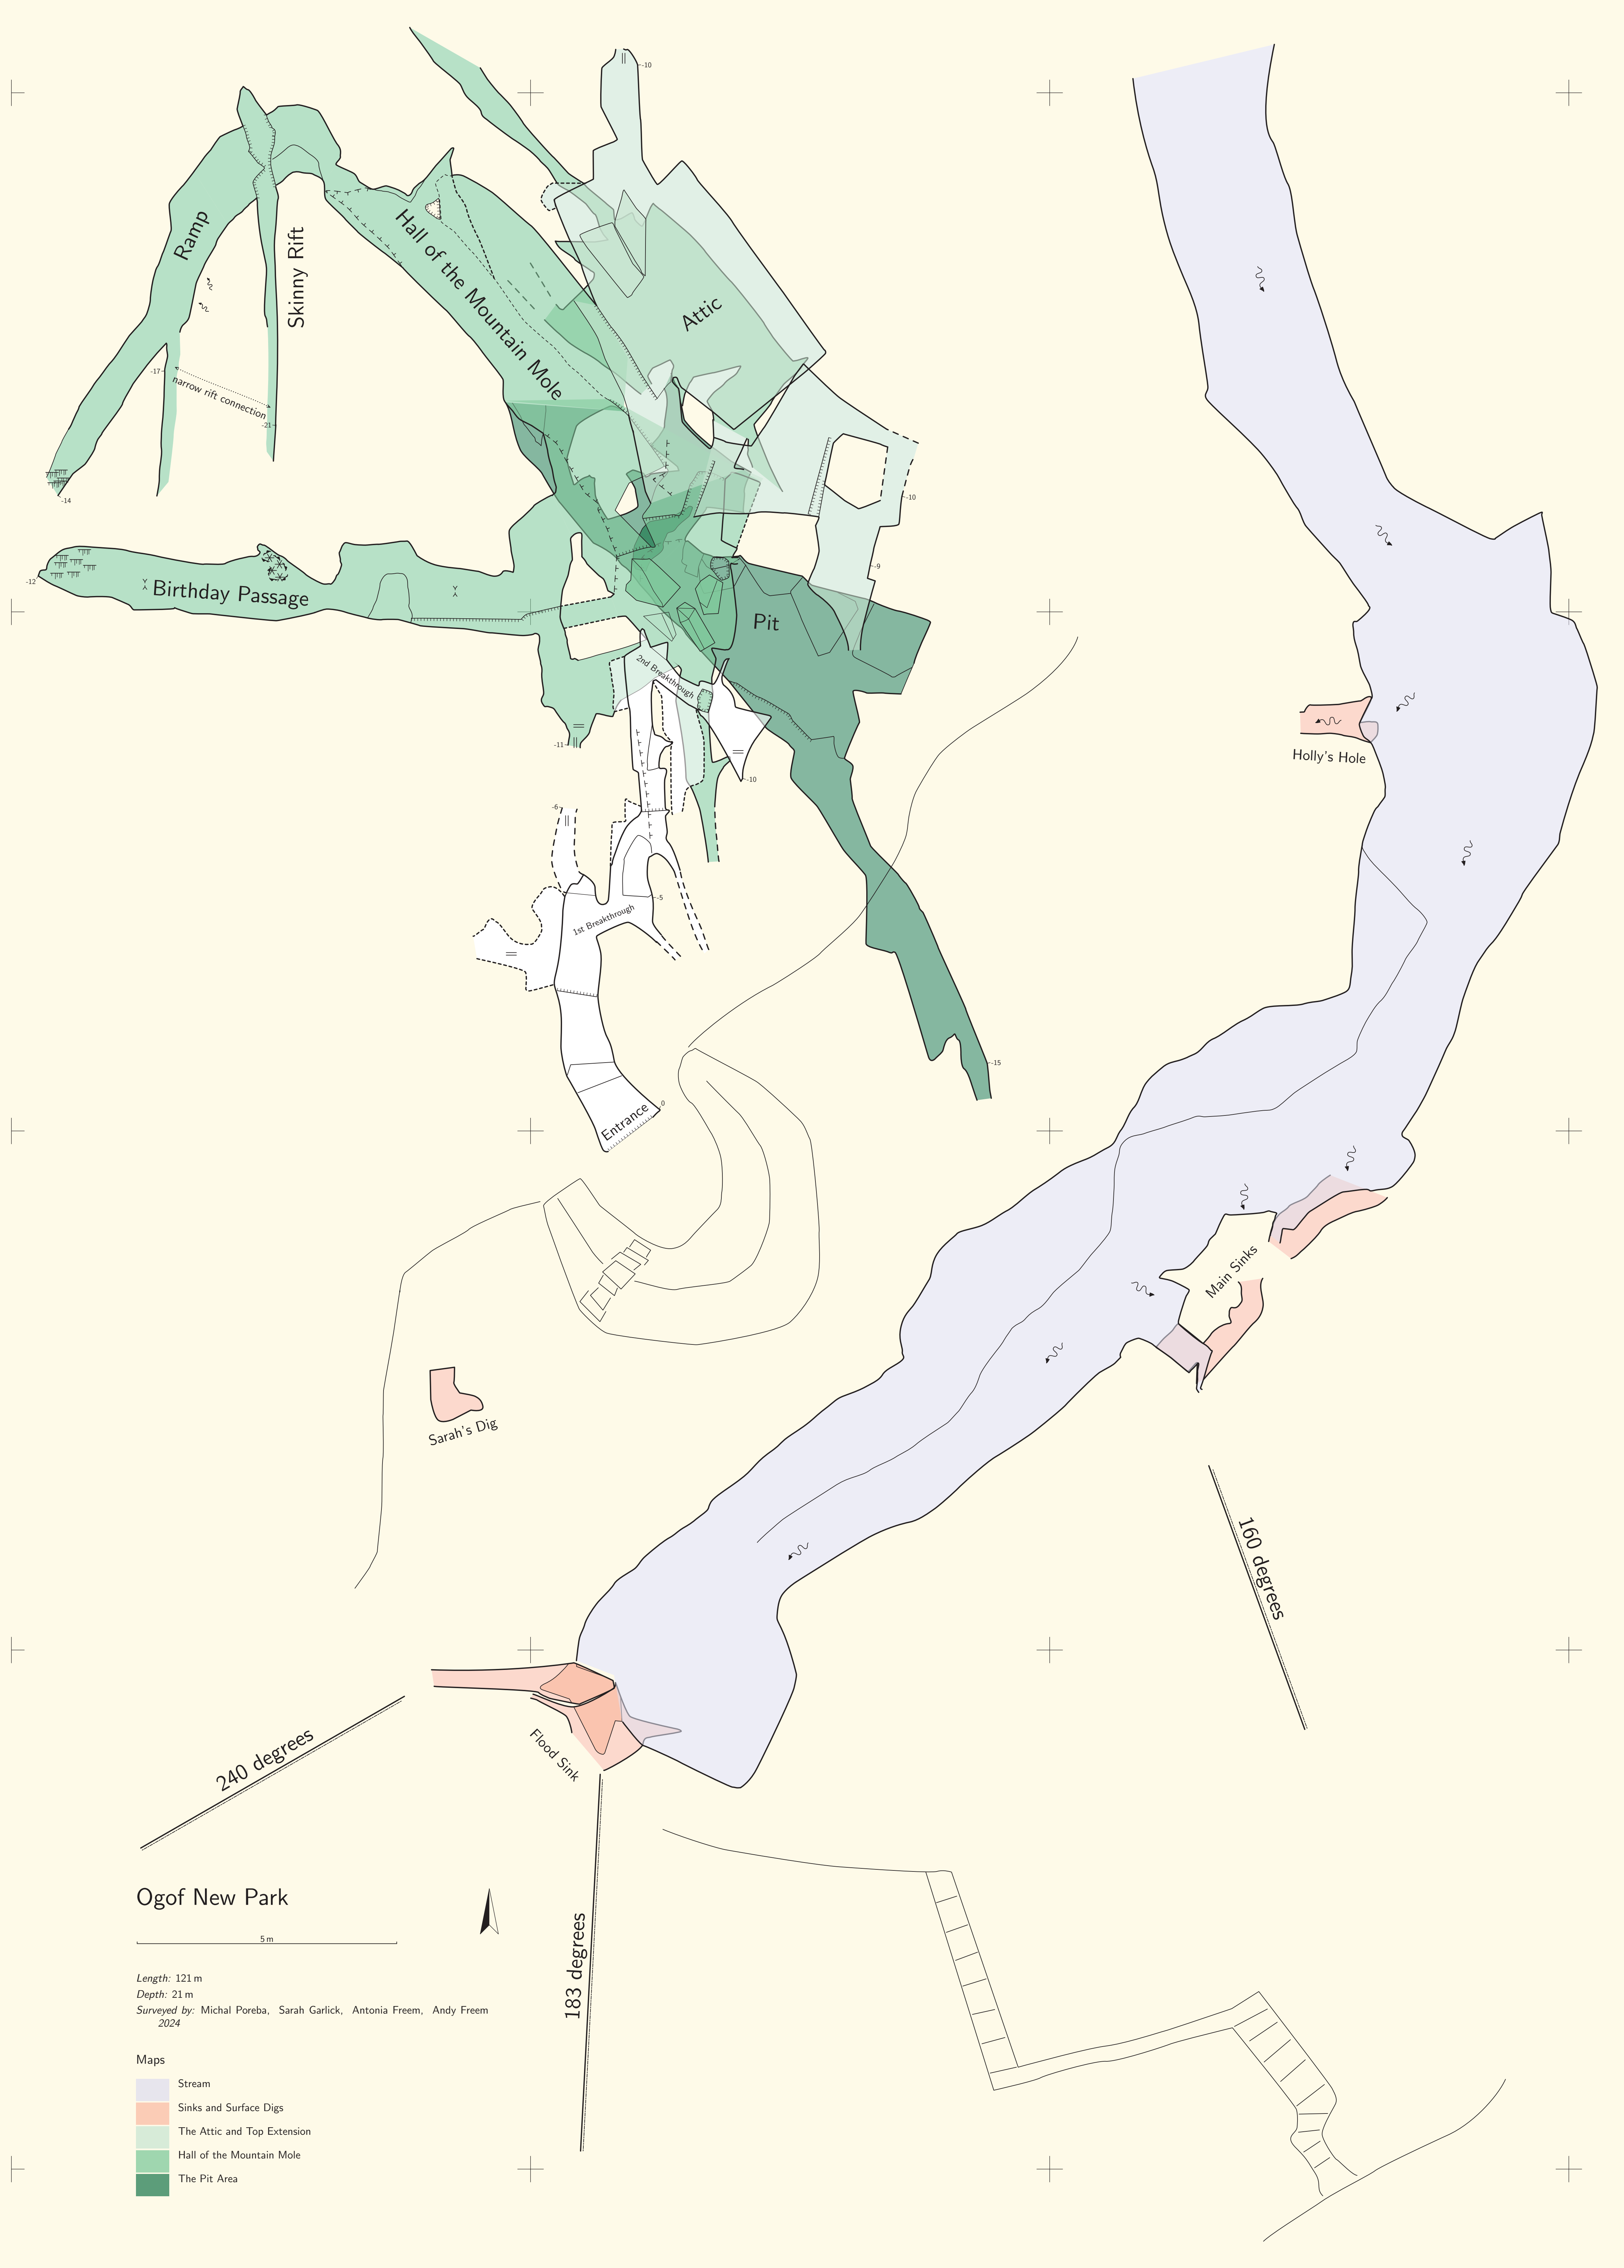 -10
Ramp
Skinny Rift
Hall of the Mountain Mole
Attic
-17
narrow rift connection
-21
-14
-10
-12
Birthday Passage
-9
Pit
2nd Breakthrough
-11
-10
Holly's Hole
-6
-5
1st Breakthrough
-15
0
Entrance
Main Sinks
Sarah's Dig
160 degrees
Flood Sink
240 degrees
183 degrees
Ogof New Park
5 m
Length: 121 m
Depth: 21 m
Surveyed by: Michal Poreba, Sarah Garlick, Antonia Freem, Andy Freem
2024
Maps
Stream
Sinks and Surface Digs
The Attic and Top Extension
Hall of the Mountain Mole
The Pit Area